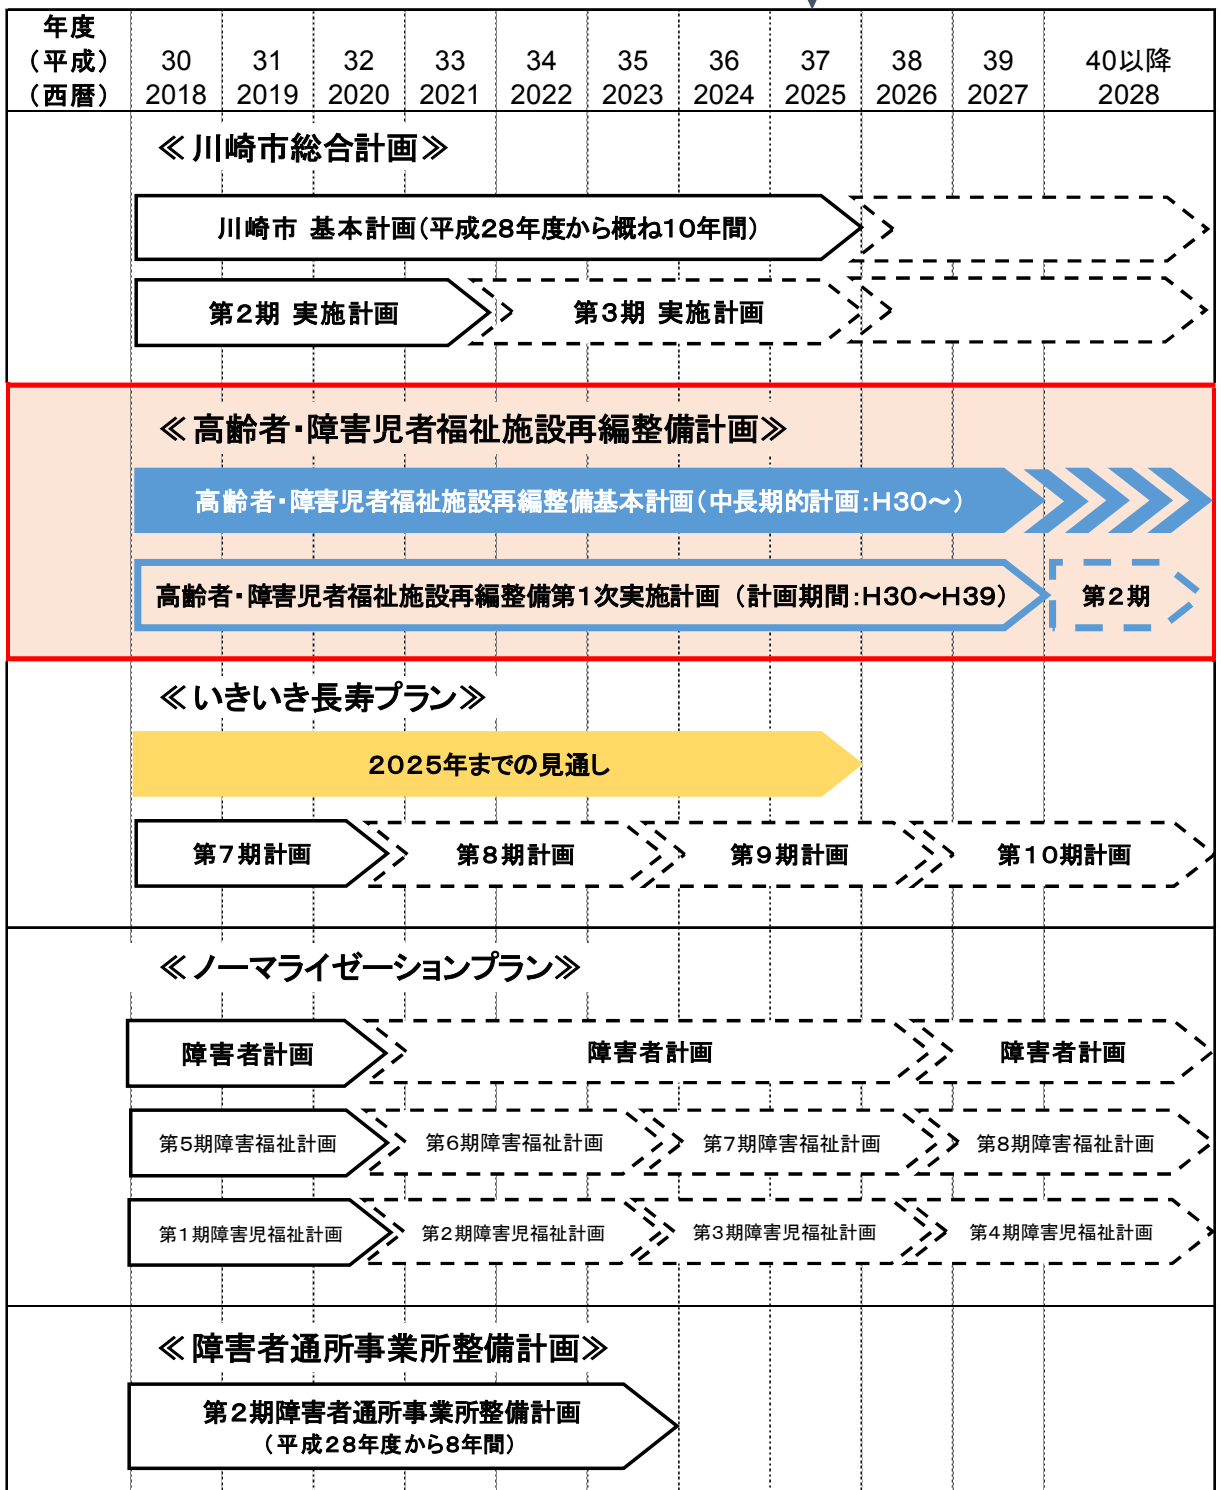 年度
（平成） 30 31 32 33 34 35 36 37 38 39 40以降
（西暦） 2018 2019 2020 2021 2022 2023 2024 2025 2026 2027 2028
≪川崎市総合計画≫
川崎市 基本計画（平成２８年度から概ね１０年間）
第２期 実施計画 第３期 実施計画
≪高齢者・障害児者福祉施設再編整備計画≫
高齢者・障害児者福祉施設再編整備基本計画（中長期的計画：Ｈ３０～）
高齢者・障害児者福祉施設再編整備第１次実施計画 （計画期間：Ｈ３０～Ｈ３９） 第２期
≪いきいき長寿プラン≫
２０２５年までの見通し
第７期計画 第８期計画 第９期計画 第１０期計画
≪ノーマライゼーションプラン≫
障害者計画 障害者計画 障害者計画
第5期障害福祉計画 第6期障害福祉計画 第7期障害福祉計画 第8期障害福祉計画
第１期障害児福祉計画 第２期障害児福祉計画 第３期障害児福祉計画 第４期障害児福祉計画
≪障害者通所事業所整備計画≫
第２期障害者通所事業所整備計画
（平成２８年度から８年間）